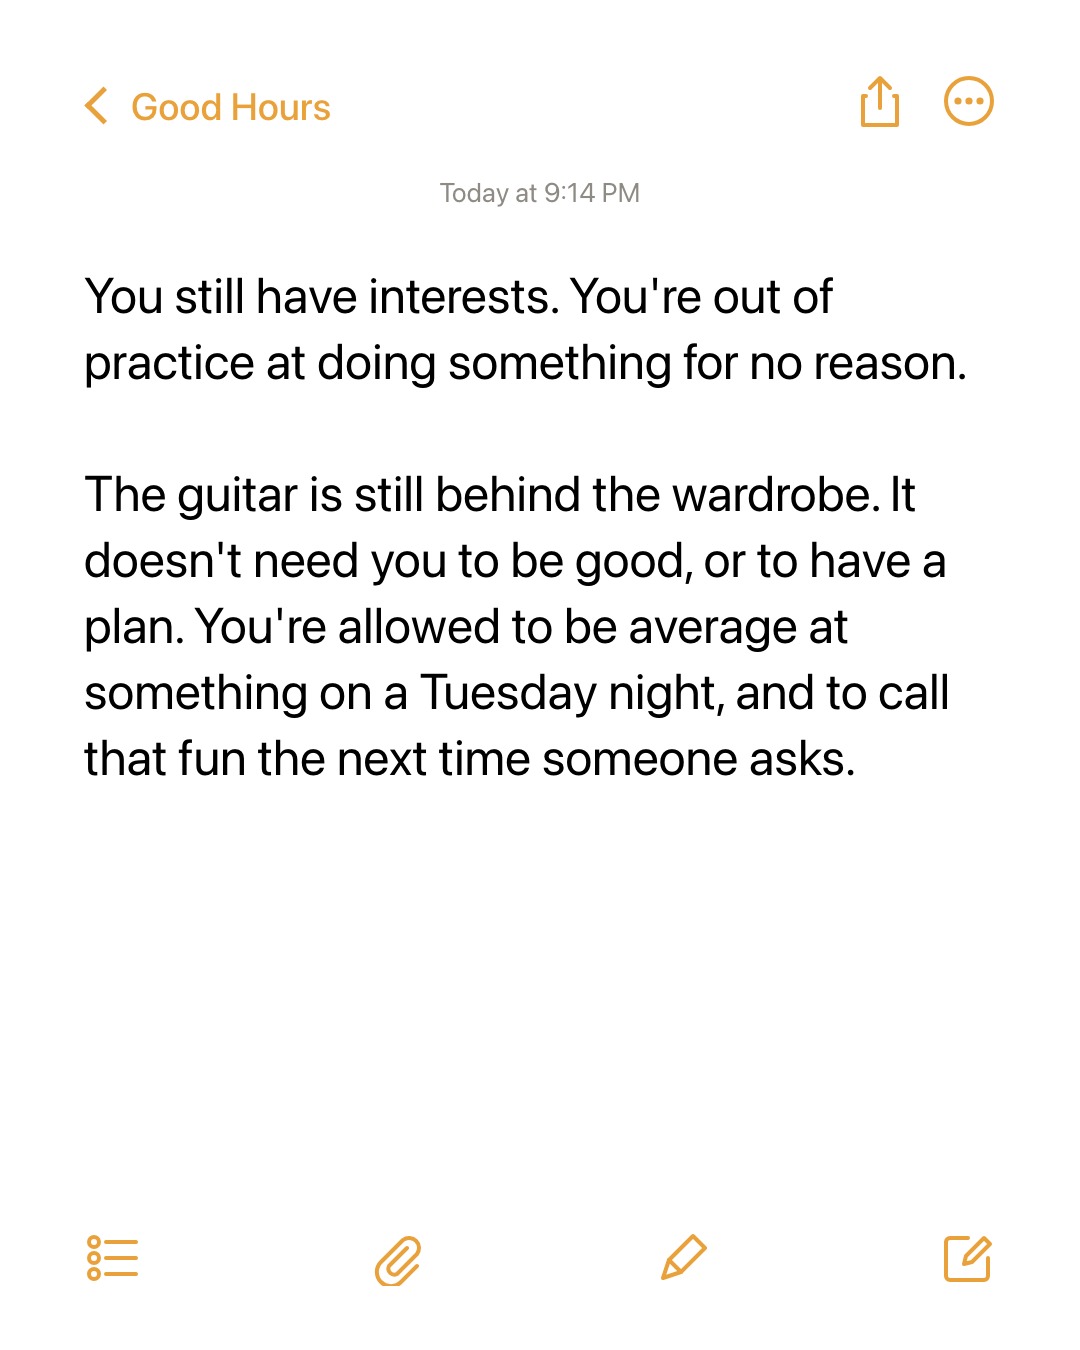 Good Hours
Today at 9:14 PM
You still have interests. You're out of
practice at doing something for no reason.
The guitar is still behind the wardrobe. It
doesn't need you to be good, or to have a
plan. You're allowed to be average at
something on a Tuesday night, and to call
that fun the next time someone asks.